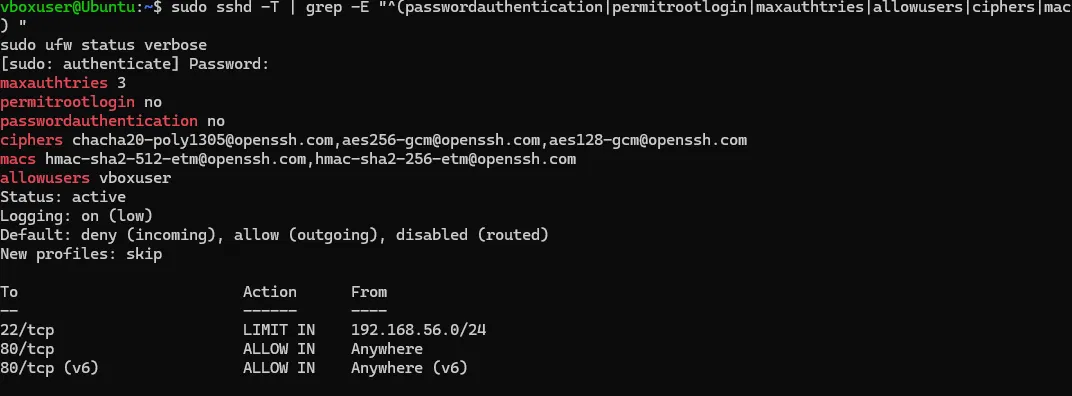 vboxuser@Ubuntu:~$ sudo sshd -T | grep -E "^(passwordauthentication|permitrootlogin|maxauthtries|allowusers|ciphers|mac
) "
sudo ufw status verbose
[sudo: authenticate] Password:
maxauthtries 3
permitrootlogin no
passwordauthentication no
ciphers chacha20-poly1305@openssh.com,aes256-gcm@openssh.com,aes128-gcm@openssh.com
macs hmac-sha2-512-etm@openssh.com,hmac-sha2-256-etm@openssh.com
allowusers vboxuser
Status: active
Logging: on (low)
Default: deny (incoming), allow (outgoing), disabled (routed)
New profiles: skip
To Action From
-- ------ ----
22/tcp LIMIT IN 192.168.56.0/24
80/tcp ALLOW IN Anywhere
80/tcp (v6) ALLOW IN Anywhere (v6)